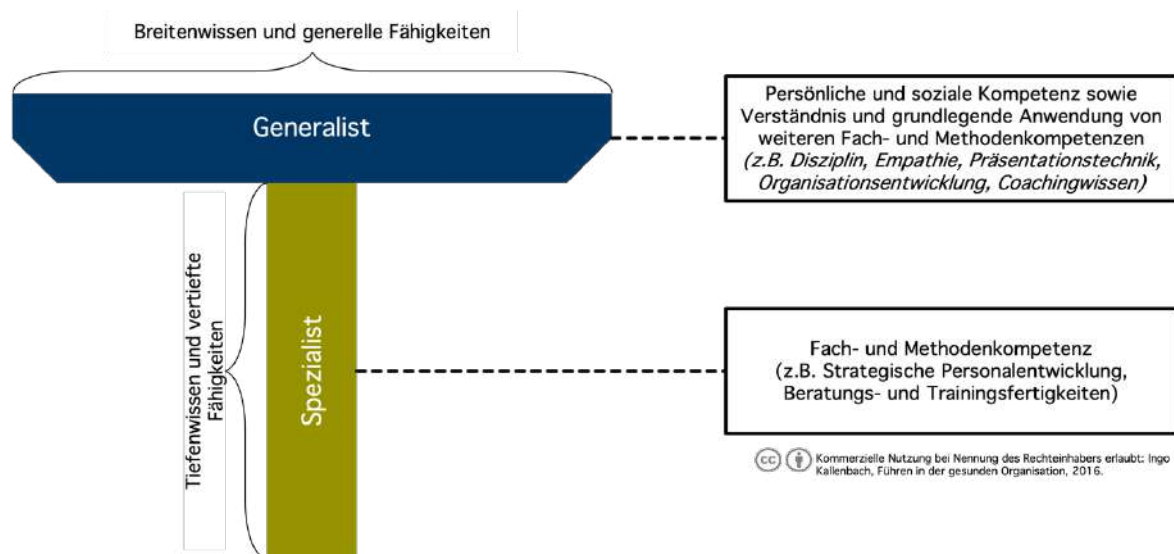 Breitenwissen und generelle Fähigkeiten
Generalist
Persönliche und soziale Kompetenz sowie
Verständnis und grundlegende Anwendung von
weiteren Fach- und Methodenkompetenzen
(z.B. Disziplin, Empathie, Präsentationstechnik,
Organisationsentwicklung, Coachingwissen)
Tiefenwissen und vertiefte
Fähigkeiten
Spezialist
Fach- und Methodenkompetenz
(z.B. Strategische Personalentwicklung,
Beratungs- und Trainingsfertigkeiten)
cc Kommerzielle Nutzung bei Nennung des Rechteinhabers erlaubt: Ingo
Kallenbach, Führen in der gesunden Organisation, 2016.